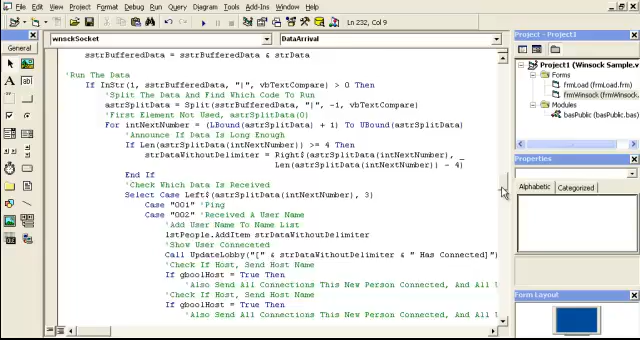 File Edit View Project Format Debug Run Query Diagram Tools Add-Ins Window Help
Ln 232, Col 9
General
A
ab|
winsckSocket
DataArrival
sstrBufferedData = sstrBufferedData & strData
'Run The Data
If InStr(1, sstrBufferedData, "|", vbTextCompare) > 0 Then
'Split The Data And Find Which Code To Run
astrSplitData = Split(sstrBufferedData, "|", -1, vbTextCompare)
'First Element Not Used, astrSplitData(0)
For intNextNumber = (LBound(astrSplitData) + 1) To UBound(astrSplitData)
'Announce If Data Is Long Enough
If Len(astrSplitData(intNextNumber)) >= 4 Then
strDataWithoutDelimiter = Right$(astrSplitData(intNextNumber), _
Len(astrSplitData(intNextNumber)) - 4)
End If
'Check Which Data Is Received
Select Case Left$(astrSplitData(intNextNumber), 3)
Case "001" 'Ping
Case "002" 'Received A User Name
'Add User Name To Name List
lstPeople.AddItem strDataWithoutDelimiter
'Show User Connecated
Call UpdateLobby("[" & strDataWithoutDelimiter & " Has Connected]")
'Check If Host, Send Host Name
If gboolHost = True Then
'Also Send All Connections This New Person Connected, And All U
'Check If Host, Send Host Name
If gboolHost = True Then
'Also Send All Connections This New Person Connected, And All U
Project - Project1
Project1 (Winsock Sample.v
Forms
frmLoad (frmLoad.frm)
frmWinsock (frmWinsock.
Modules
basPublic (basPublic.bas)
Properties
Alphabetic
Categorized
Form Layout